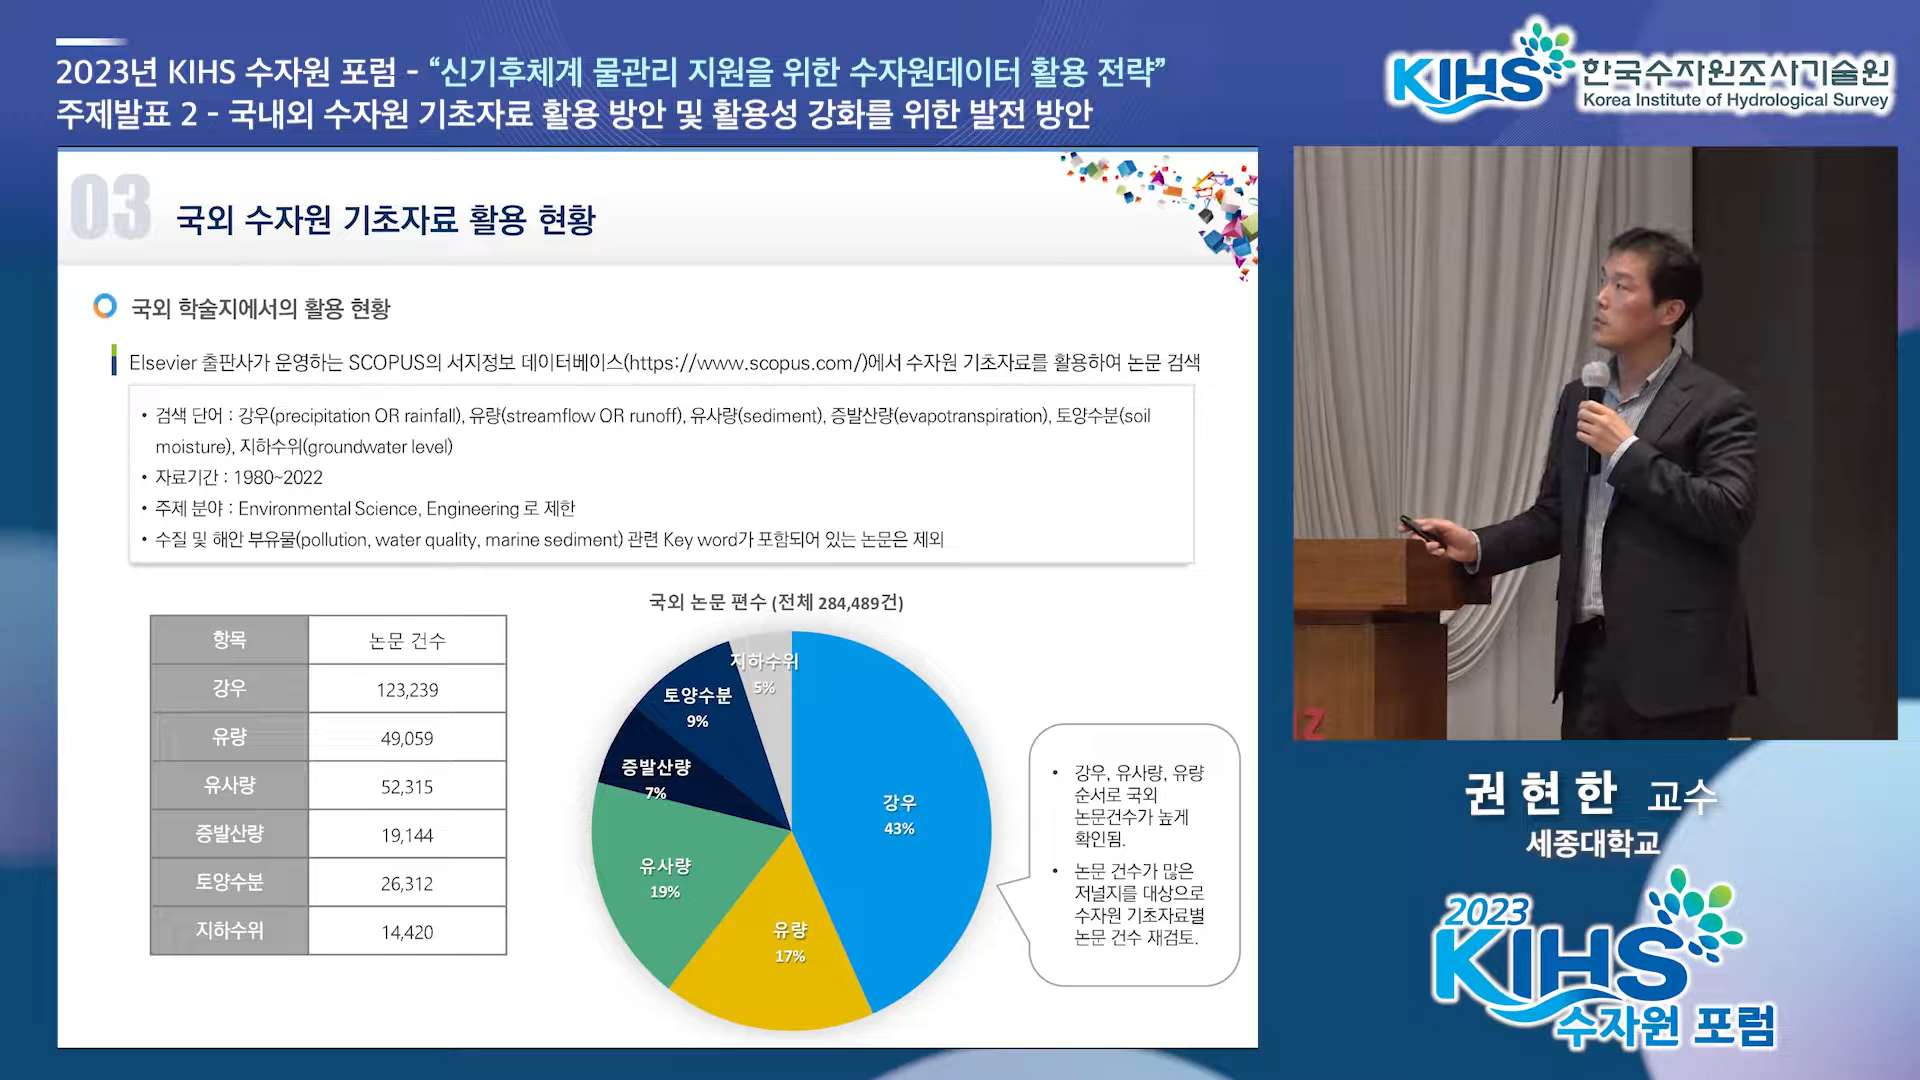 2023년 KIHS 수자원 포럼 - “신기후체계 물관리 지원을 위한 수자원데이터 활용 전략”
주제발표 2 - 국내외 수자원 기초자료 활용 방안 및 활용성 강화를 위한 발전 방안
KIHS 한국수자원조사기술원
Korea Institute of Hydrological Survey
03 국외 수자원 기초자료 활용 현황
국외 학술지에서의 활용 현황
Elsevier 출판사가 운영하는 SCOPUS의 서지정보 데이터베이스(https://www.scopus.com/)에서 수자원 기초자료를 활용하여 논문 검색
• 검색 단어 : 강우(precipitation OR rainfall), 유량(streamflow OR runoff), 유사량(sediment), 증발산량(evapotranspiration), 토양수분(soil
moisture), 지하수위(groundwater level)
• 자료기간 : 1980~2022
• 주제 분야 : Environmental Science, Engineering 로 제한
• 수질 및 해안 부유물(pollution, water quality, marine sediment) 관련 Key word가 포함되어 있는 논문은 제외
항목 논문 건수
강우 123,239
유량 49,059
유사량 52,315
증발산량 19,144
토양수분 26,312
지하수위 14,420
국외 논문 편수 (전체 284,489건)
지하수위
5%
토양수분
9%
증발산량
7%
강우
43%
유사량
19%
유량
17%
• 강우, 유사량, 유량
순서로 국외
논문건수가 높게
확인됨.
• 논문 건수가 많은
저널지를 대상으로
수자원 기초자료별
논문 건수 재검토.
권현한 교수
세종대학교
2023
KIHS
수자원 포럼